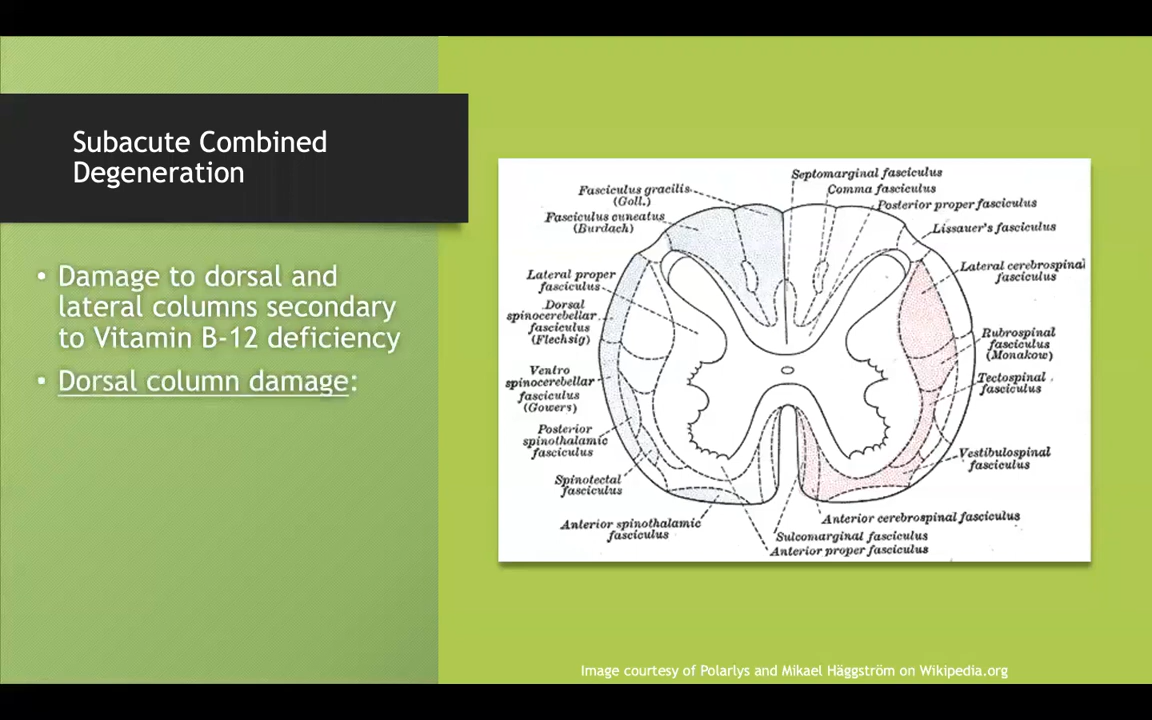 Subacute Combined
Degeneration
• Damage to dorsal and
lateral columns secondary
to Vitamin B-12 deficiency
• Dorsal column damage:
Septomarginal fasciculus
Comma fasciculus
Posterior proper fasciculus
Lissauer's fasciculus
Lateral cerebrospinal
fasciculus
Rubrospinal
fasciculus
(Monakow)
Tectospinal
fasciculus
Vestibulospinal
fasciculus
Anterior cerebrospinal fasciculus
Sulcomarginal fasciculus
Anterior proper fasciculus
Fasciculus gracilis
(Goll.)
Fasciculus cuneatus
(Burdach)
Lateral proper
fasciculus
Dorsal
spinocerebellar
fasciculus
(Flechsig)
Ventro
spinocerebellar
fasciculus
(Gowers)
Posterior
spinothalamic
fasciculus
Spinotectal
fasciculus
Anterior spinothalamic
fasciculus
Image courtesy of Polarlys and Mikael Häggström on Wikipedia.org